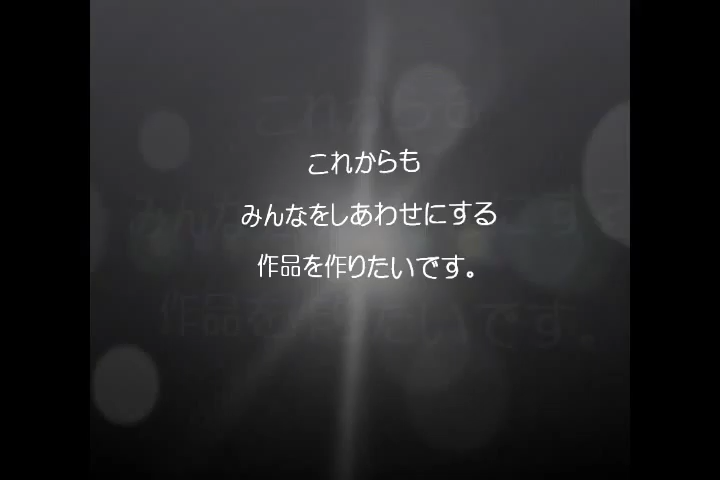 これからも
みんなをしあわせにする
作品を作りたいです。